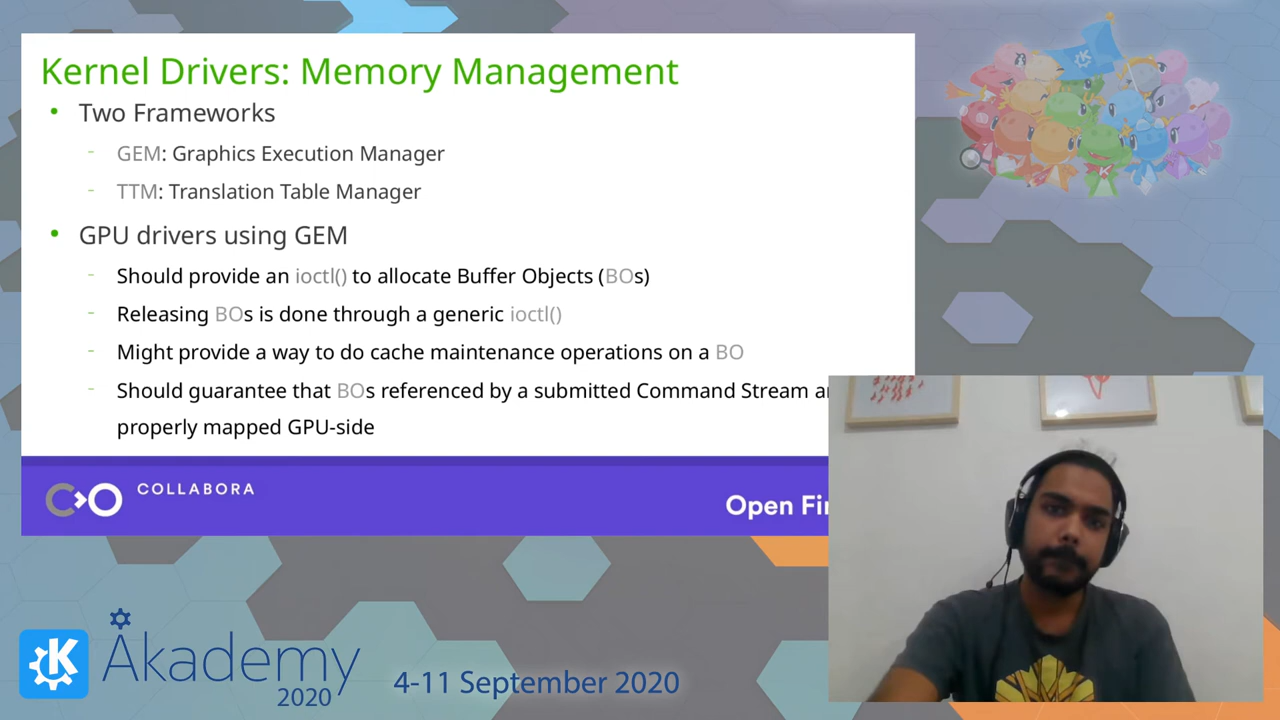 Kernel Drivers: Memory Management
• Two Frameworks
- GEM: Graphics Execution Manager
- TTM: Translation Table Manager
• GPU drivers using GEM
- Should provide an ioctl() to allocate Buffer Objects (BOs)
- Releasing BOs is done through a generic ioctl()
- Might provide a way to do cache maintenance operations on a BO
- Should guarantee that BOs referenced by a submitted Command Stream
properly mapped GPU-side
COLLABORA
Open
K
Akademy
2020
4-11 September 2020